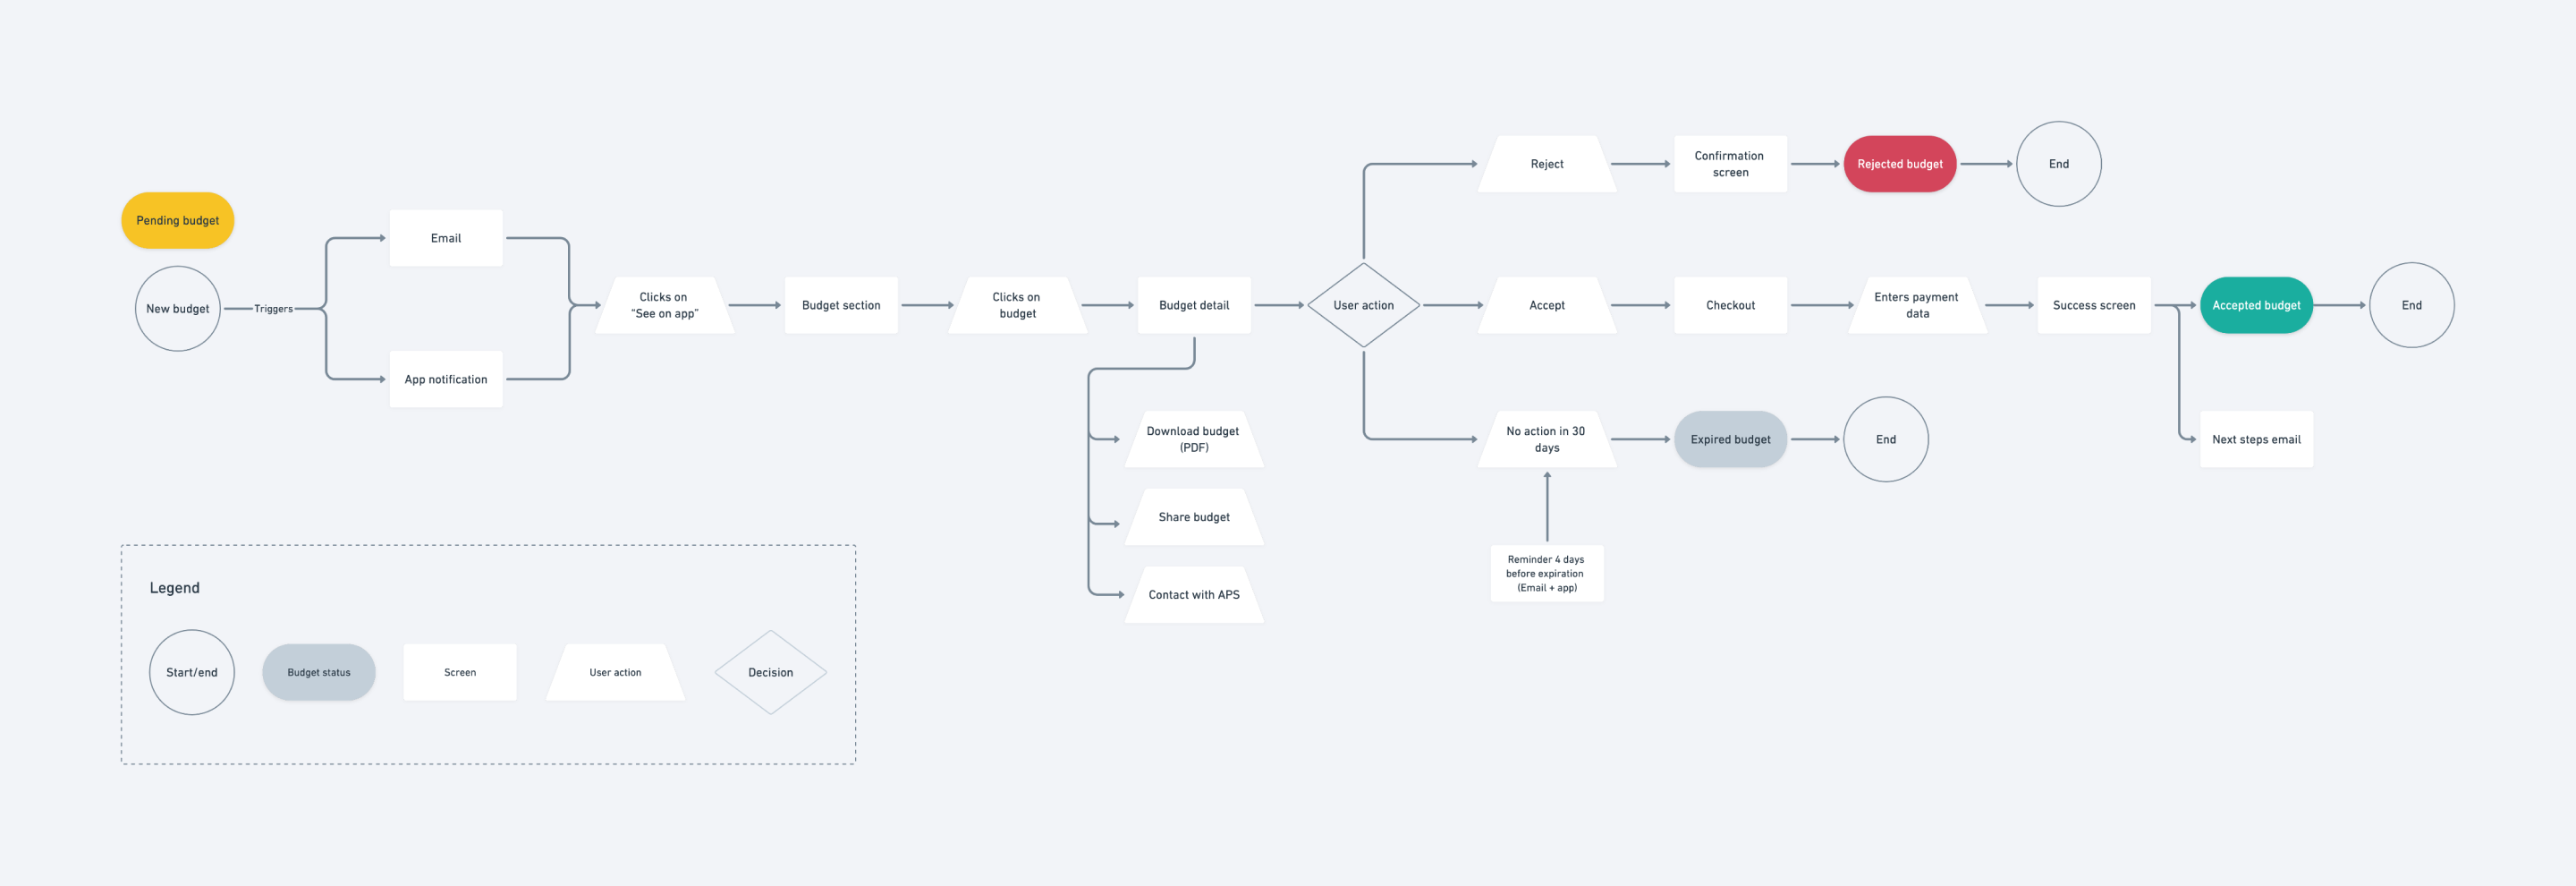 Pending budget
New budget
Triggers
Email
App notification
Clicks on
“See on app”
Budget section
Clicks on
budget
Budget detail
Download budget
(PDF)
Share budget
Contact with APS
User action
Reject
Confirmation
screen
Rejected budget
End
Accept
Checkout
Enters payment
data
Success screen
Accepted budget
End
Next steps email
No action in 30
days
Expired budget
End
Reminder 4 days
before expiration
(Email + app)
Legend
Start/end
Budget status
Screen
User action
Decision